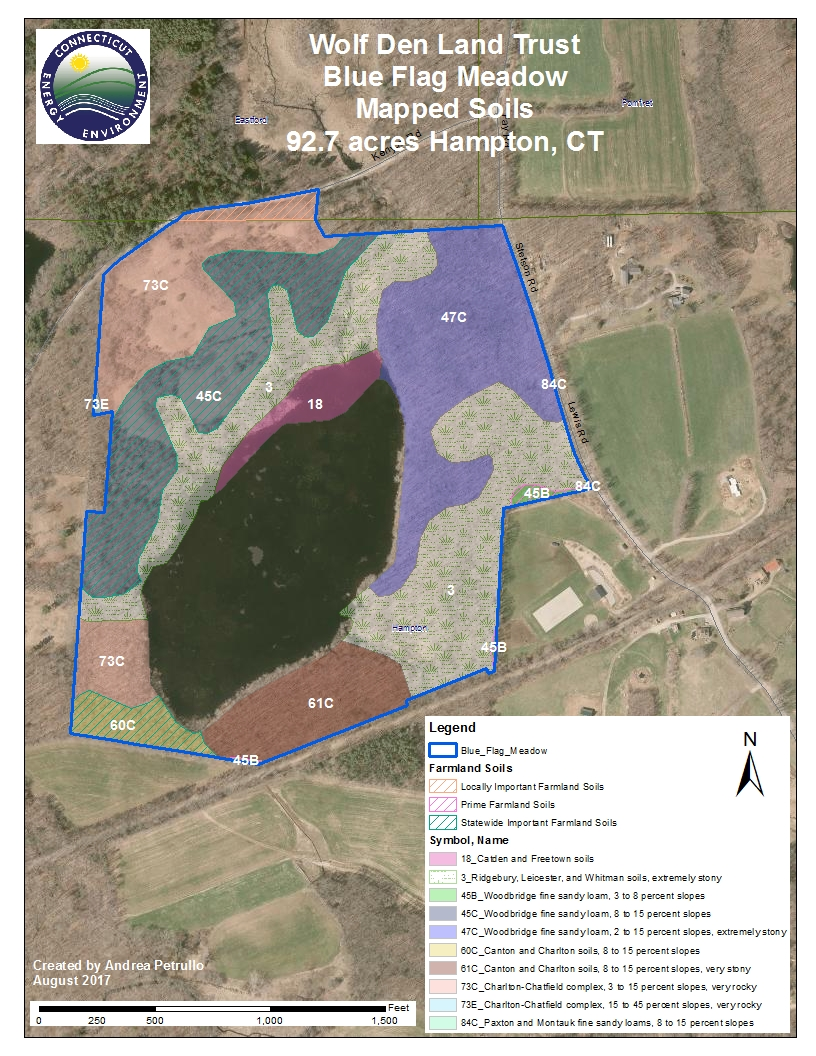 CONNECTICUT
ENERGY
ENVIRONMENT
Wolf Den Land Trust
Blue Flag Meadow
Mapped Soils
92.7 acres Hampton, CT
Eastford
Pomfret
Stetson Rd
73C
47C
3
45C
18
73E
84C
Lewis Rd
84C
45B
3
Hampton
45B
73C
61C
60C
45B
Legend
Blue_Flag_Meadow
Farmland Soils
Locally Important Farmland Soils
Prime Farmland Soils
Statewide Important Farmland Soils
Symbol, Name
18_Catden and Freetown soils
3_Ridgebury, Leicester, and Whitman soils, extremely stony
45B_Woodbridge fine sandy loam, 3 to 8 percent slopes
45C_Woodbridge fine sandy loam, 8 to 15 percent slopes
47C_Woodbridge fine sandy loam, 2 to 15 percent slopes, extremely stony
60C_Canton and Charlton soils, 8 to 15 percent slopes
61C_Canton and Charlton soils, 8 to 15 percent slopes, very stony
73C_Charlton-Chatfield complex, 3 to 15 percent slopes, very rocky
73E_Charlton-Chatfield complex, 15 to 45 percent slopes, very rocky
84C_Paxton and Montauk fine sandy loams, 8 to 15 percent slopes
N
Created by Andrea Petrullo
August 2017
Feet
0 250 500 1,000 1,500